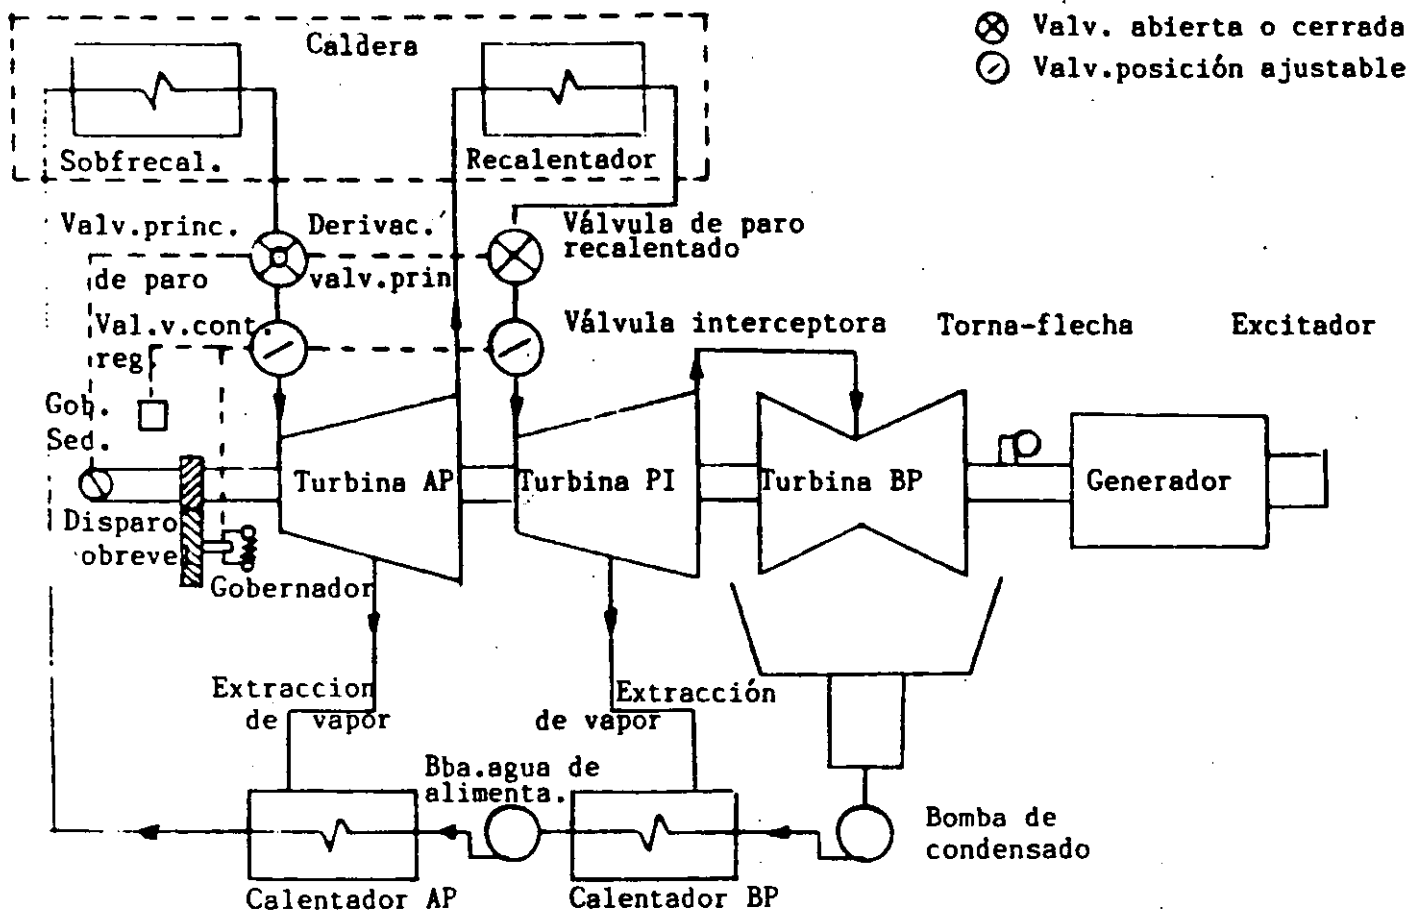 Caldera
Valv. abierta o cerrada
Valv.posición ajustable
Sobfrecal.
Recalentador
Valv.princ.
de paro
Derivac.
valv.prin
Válvula de paro
recalentado
Val.v.cont.
reg
Válvula interceptora
Torna-flecha
Excitador
Gob.
Sed.
Turbina AP
Turbina PI
Turbina BP
Generador
Disparo
obreve
Gobernador
Extraccion
de vapor
Extracción
de vapor
Bba.agua de
alimenta.
Bomba de
condensado
Calentador AP
Calentador BP